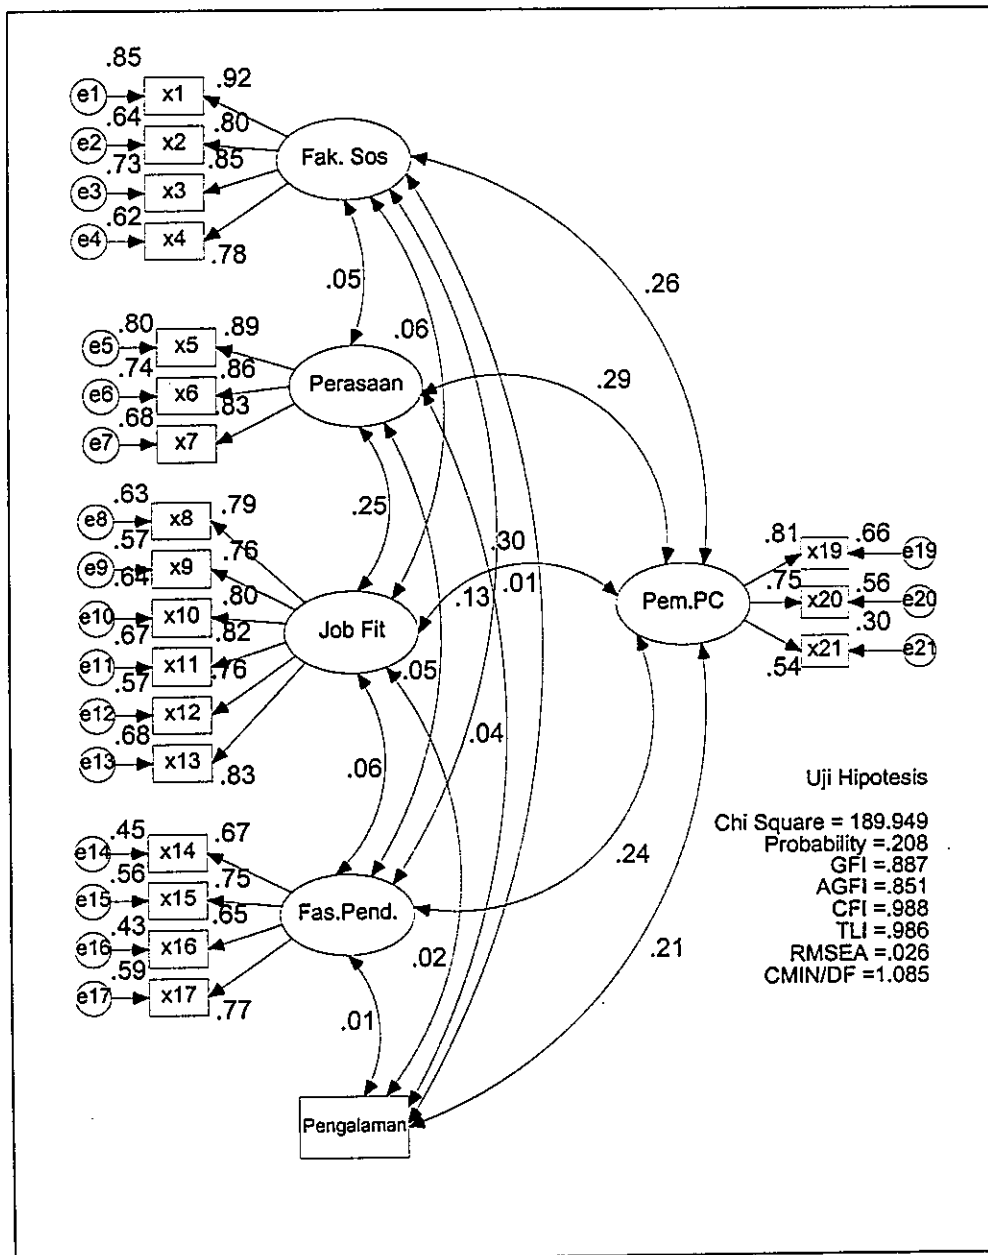 .85
e1 x1 .92
.64
e2 x2 .80
.73
e3 x3 .85
.62
e4 x4
.78
Fak. Sos
.05
.06
.26
.80
e5 x5 .89
.74
e6 x6 .86
.68
e7 x7 .83
Perasaan
.29
.25
.63
e8 x8 .79
.57
e9 x9 .76
.64
e10 x10 .80
.67
e11 x11 .82
.57
e12 x12 .76
.68
e13 x13
.83
Job Fit
.30
.13 .01
.05
.04
.06
Pem.PC
.81 x19 .66 e19
.75 x20 .56 e20
.54 x21 .30 e21
.45
e14 x14 .67
.56
e15 x15 .75
.43
e16 x16 .65
.59
e17 x17
.77
Fas.Pend.
.24
.02
.21
.01
Pengalaman
Uji Hipotesis
Chi Square = 189.949
Probability =.208
GFI =.887
AGFI =.851
CFI =.988
TLI =.986
RMSEA =.026
CMIN/DF =1.085